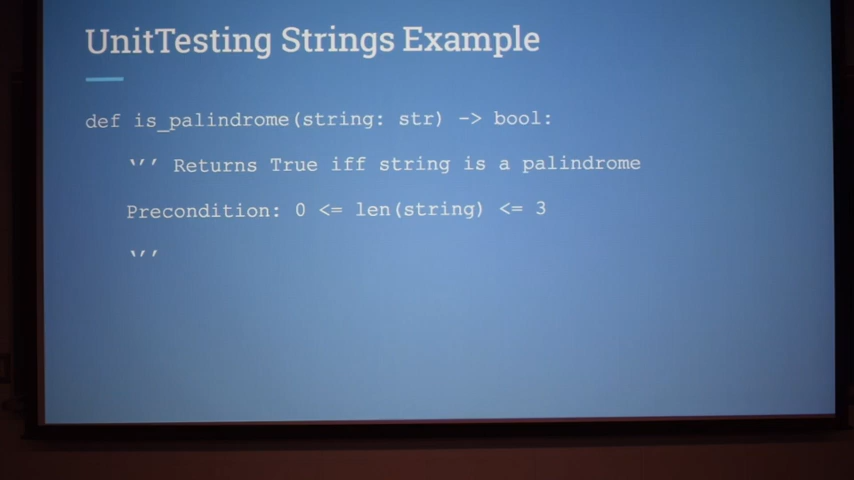 UnitTesting Strings Example
def is_palindrome(string: str) -> bool:
‘’’ Returns True iff string is a palindrome
Precondition: 0 <= len(string) <= 3
‘’’